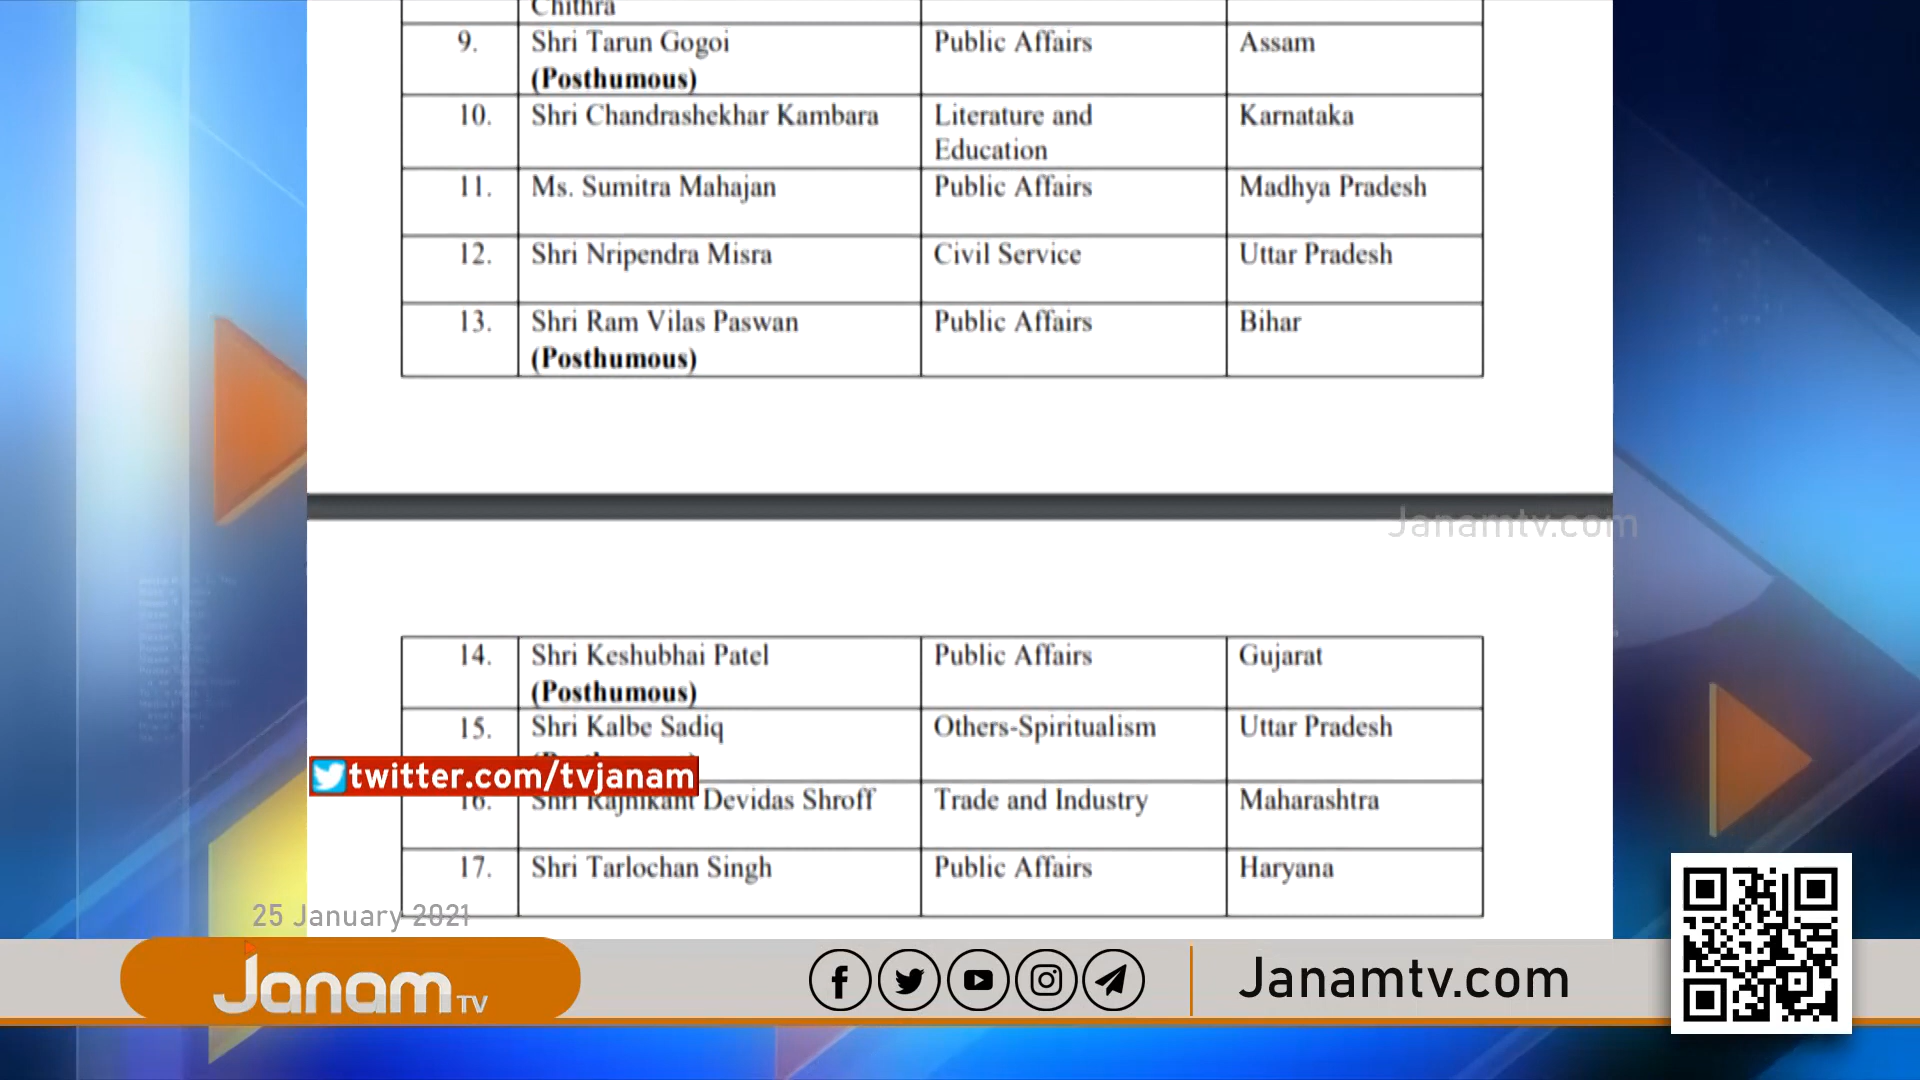 Chithra
9. Shri Tarun Gogoi Public Affairs Assam
(Posthumous)
10. Shri Chandrashekhar Kambara Literature and Karnataka
Education
11. Ms. Sumitra Mahajan Public Affairs Madhya Pradesh
12. Shri Nripendra Misra Civil Service Uttar Pradesh
13. Shri Ram Vilas Paswan Public Affairs Bihar
(Posthumous)
Janamtv.com
14. Shri Keshubhai Patel Public Affairs Gujarat
(Posthumous)
15. Shri Kalbe Sadiq Others-Spiritualism Uttar Pradesh
twitter.com/tvjanam
16. Shri Rajnikant Devidas Shroff Trade and Industry Maharashtra
17. Shri Tarlochan Singh Public Affairs Haryana
25 January 2021
Janam TV
Janamtv.com